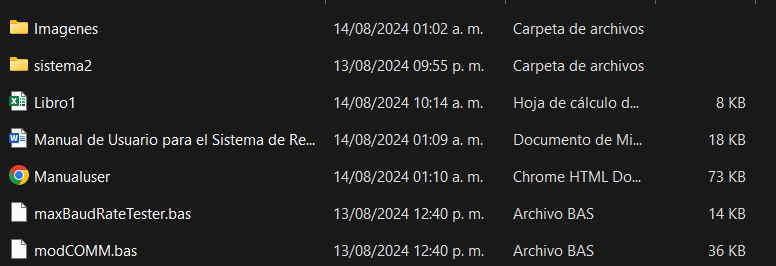 Imagenes 14/08/2024 01:02 a. m. Carpeta de archivos
sistema2 13/08/2024 09:55 p. m. Carpeta de archivos
Libro1 14/08/2024 10:14 a. m. Hoja de cálculo d... 8 KB
Manual de Usuario para el Sistema de Re... 14/08/2024 01:09 a. m. Documento de Mi... 18 KB
Manualuser 14/08/2024 01:10 a. m. Chrome HTML Do... 73 KB
maxBaudRateTester.bas 13/08/2024 12:40 p. m. Archivo BAS 14 KB
modCOMM.bas 13/08/2024 12:40 p. m. Archivo BAS 36 KB